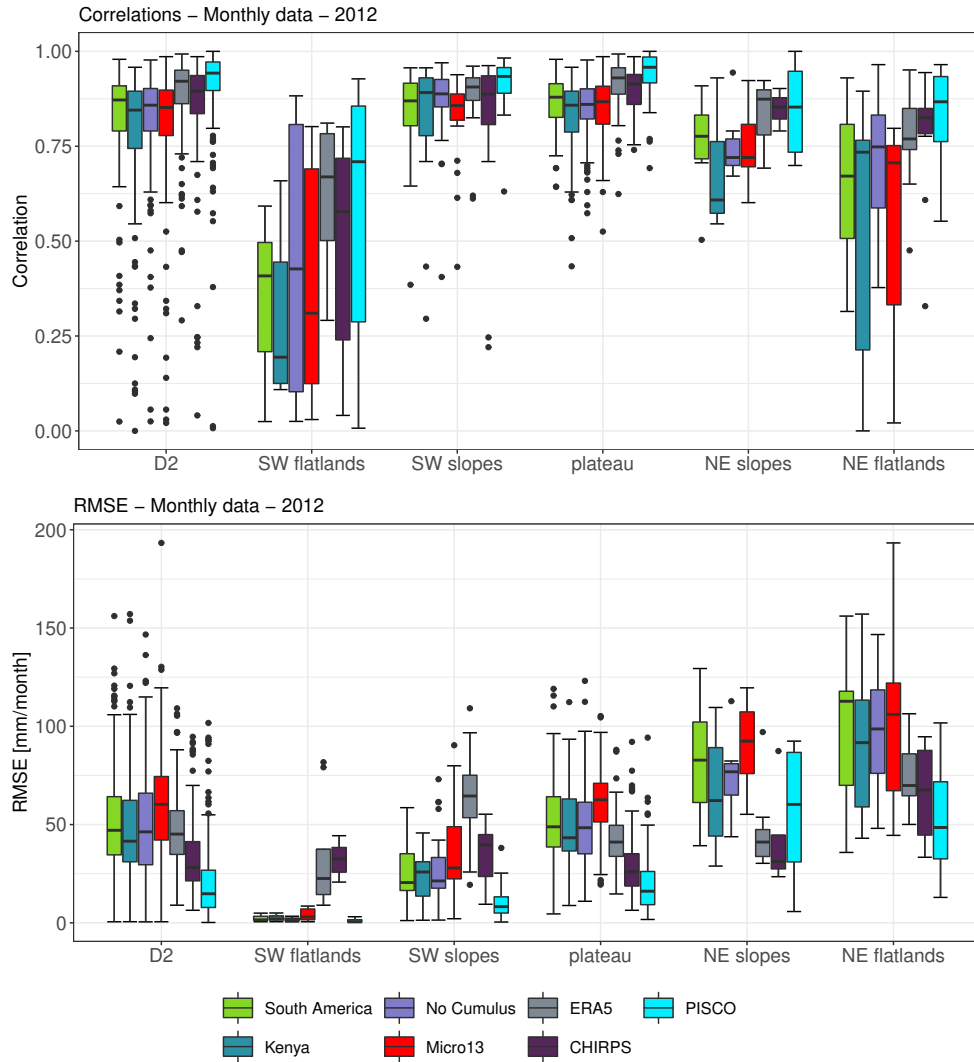 Correlations – Monthly data – 2012
1.00
0.75
0.50
0.25
0.00
Correlation
D2 SW flatlands SW slopes plateau NE slopes NE flatlands
RMSE – Monthly data – 2012
200
150
100
50
0
RMSE [mm/month]
D2 SW flatlands SW slopes plateau NE slopes NE flatlands
South America No Cumulus ERA5 PISCO
Kenya Micro13 CHIRPS